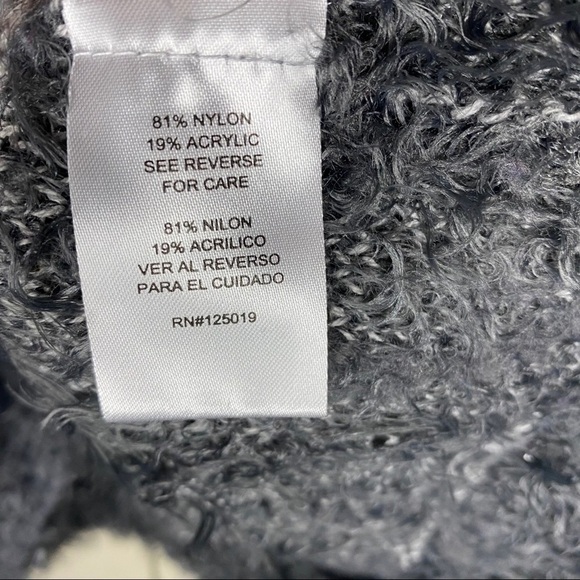 81% NYLON
19% ACRYLIC
SEE REVERSE
FOR CARE
81% NILON
19% ACRILICO
VER AL REVERSO
PARA EL CUIDADO
RN#125019